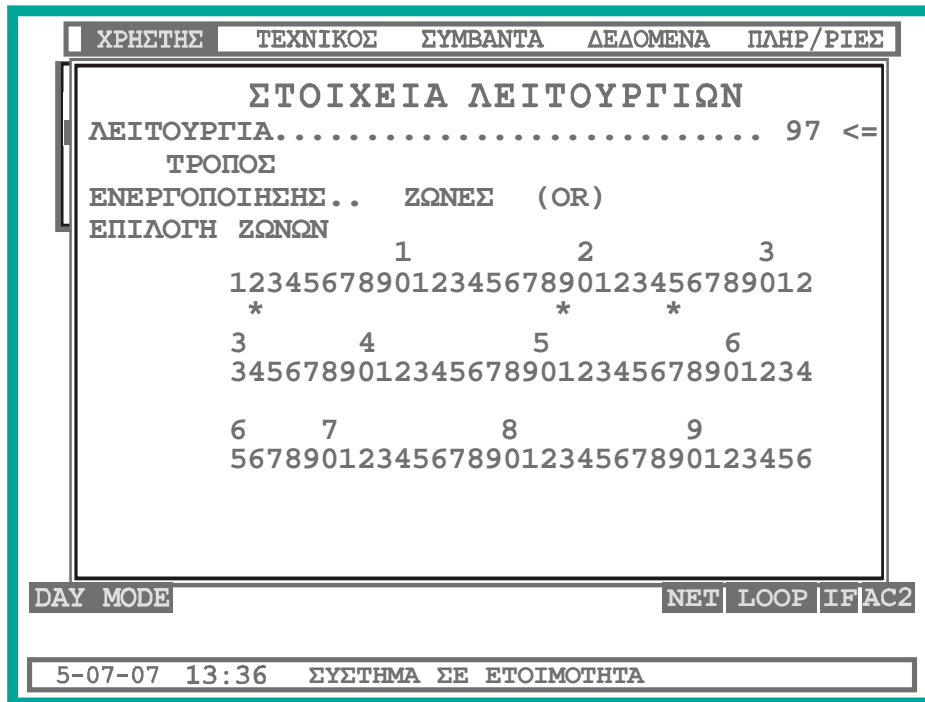 ΧΡΗΣΤΗΣ ΤΕΧΝΙΚΟΣ ΣΥΜΒΑΝΤΑ ΔΕΔΟΜΕΝΑ ΠΛΗΡ/ΡΙΕΣ
ΣΤΟΙΧΕΙΑ ΛΕΙΤΟΥΡΓΙΩΝ
ΛΕΙΤΟΥΡΓΙΑ............................ 97 <=
ΤΡΟΠΟΣ
ΕΝΕΡΓΟΠΟΙΗΣΗΣ.. ΖΩΝΕΣ (OR)
ΕΠΙΛΟΓΗ ΖΩΝΩΝ
1 2 3
12345678901234567890123456789012
* * *
3 4 5 6
34567890123456789012345678901234
6 7 8 9
56789012345678901234567890123456
DAY MODE NET LOOP IF AC2
5-07-07 13:36 ΣΥΣΤΗΜΑ ΣΕ ΕΤΟΙΜΟΤΗΤΑ